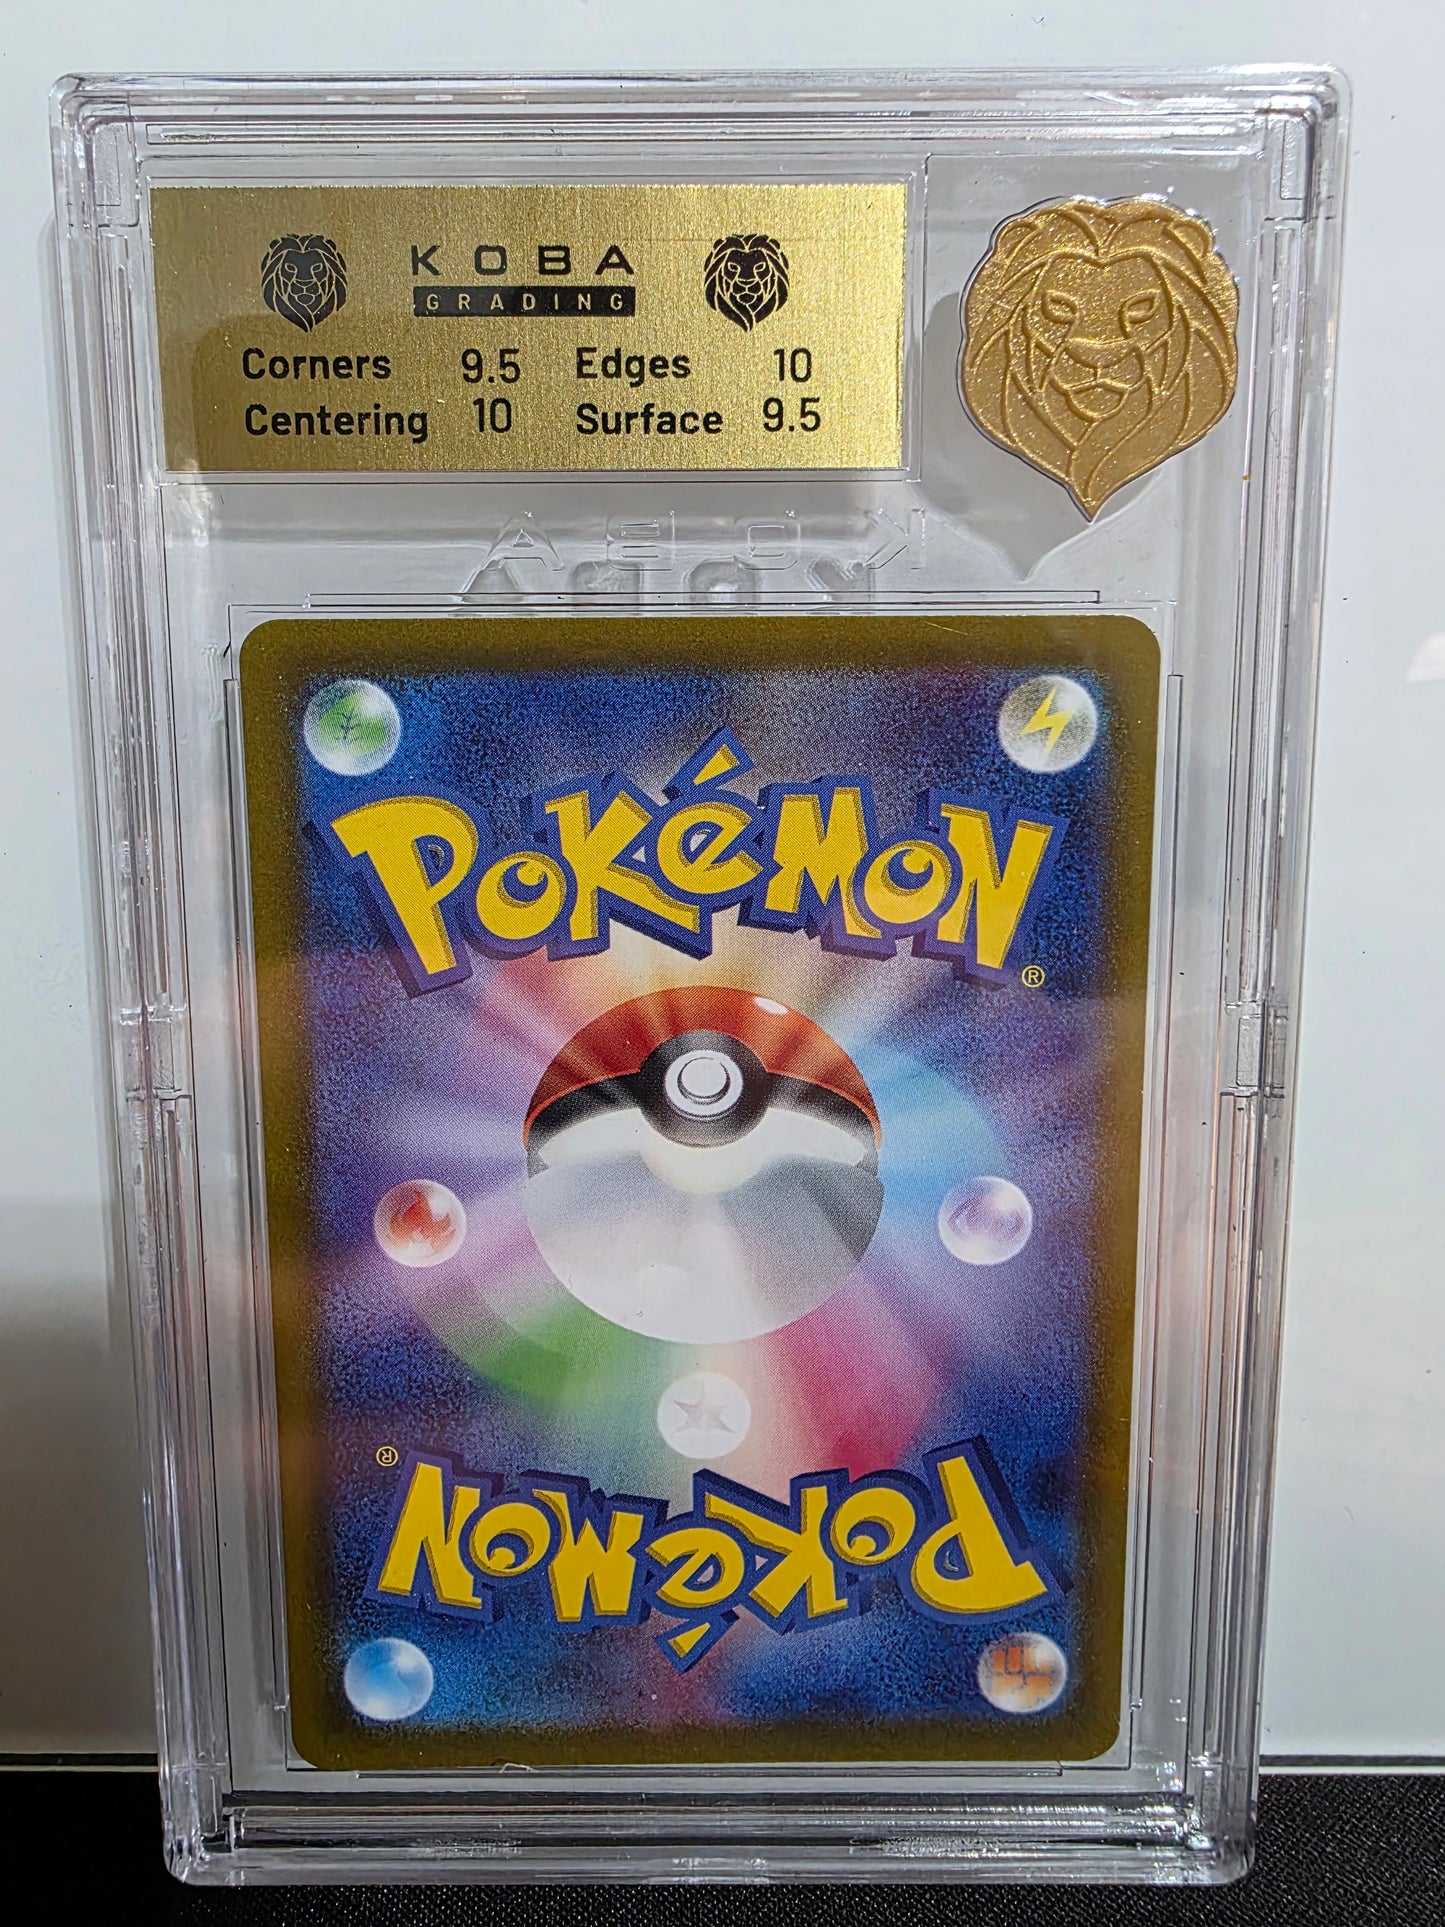 KOBA
GRADING
Corners 9.5 Edges 10
Centering 10 Surface 9.5
KOBA
POKéMON®
POKéMON®